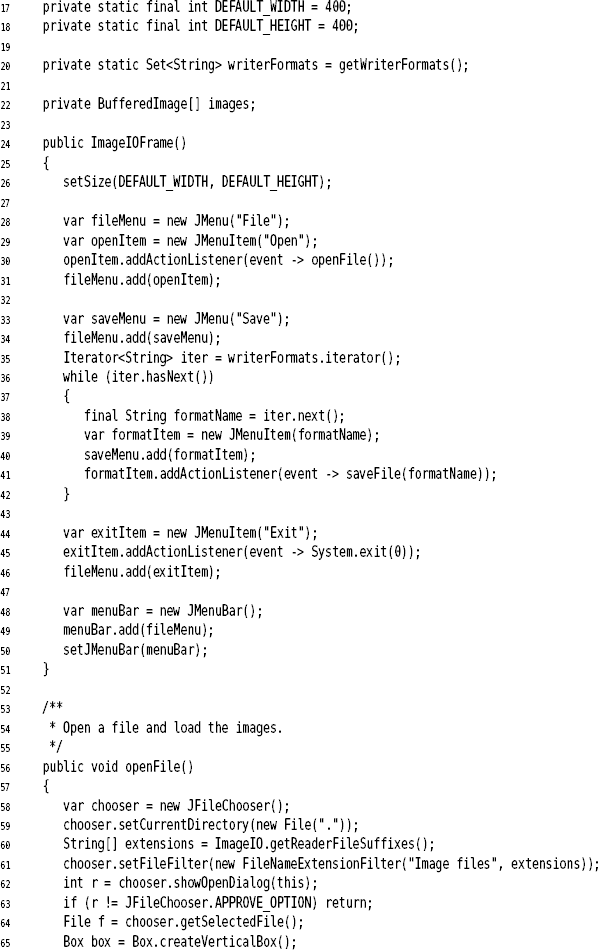 17 private static final int DEFAULT_WIDTH = 400;
18 private static final int DEFAULT_HEIGHT = 400;
19
20 private static Set<String> writerFormats = getWriterFormats();
21
22 private BufferedImage[] images;
23
24 public ImageIOFrame()
25 {
26 setSize(DEFAULT_WIDTH, DEFAULT_HEIGHT);
27
28 var fileMenu = new JMenu("File");
29 var openItem = new JMenuItem("Open");
30 openItem.addActionListener(event -> openFile());
31 fileMenu.add(openItem);
32
33 var saveMenu = new JMenu("Save");
34 fileMenu.add(saveMenu);
35 Iterator<String> iter = writerFormats.iterator();
36 while (iter.hasNext())
37 {
38 final String formatName = iter.next();
39 var formatItem = new JMenuItem(formatName);
40 saveMenu.add(formatItem);
41 formatItem.addActionListener(event -> saveFile(formatName));
42 }
43
44 var exitItem = new JMenuItem("Exit");
45 exitItem.addActionListener(event -> System.exit(0));
46 fileMenu.add(exitItem);
47
48 var menuBar = new JMenuBar();
49 menuBar.add(fileMenu);
50 setJMenuBar(menuBar);
51 }
52
53 /**
54 * Open a file and load the images.
55 */
56 public void openFile()
57 {
58 var chooser = new JFileChooser();
59 chooser.setCurrentDirectory(new File("."));
60 String[] extensions = ImageIO.getReaderFileSuffixes();
61 chooser.setFileFilter(new FileNameExtensionFilter("Image files", extensions));
62 int r = chooser.showOpenDialog(this);
63 if (r != JFileChooser.APPROVE_OPTION) return;
64 File f = chooser.getSelectedFile();
65 Box box = Box.createVerticalBox();